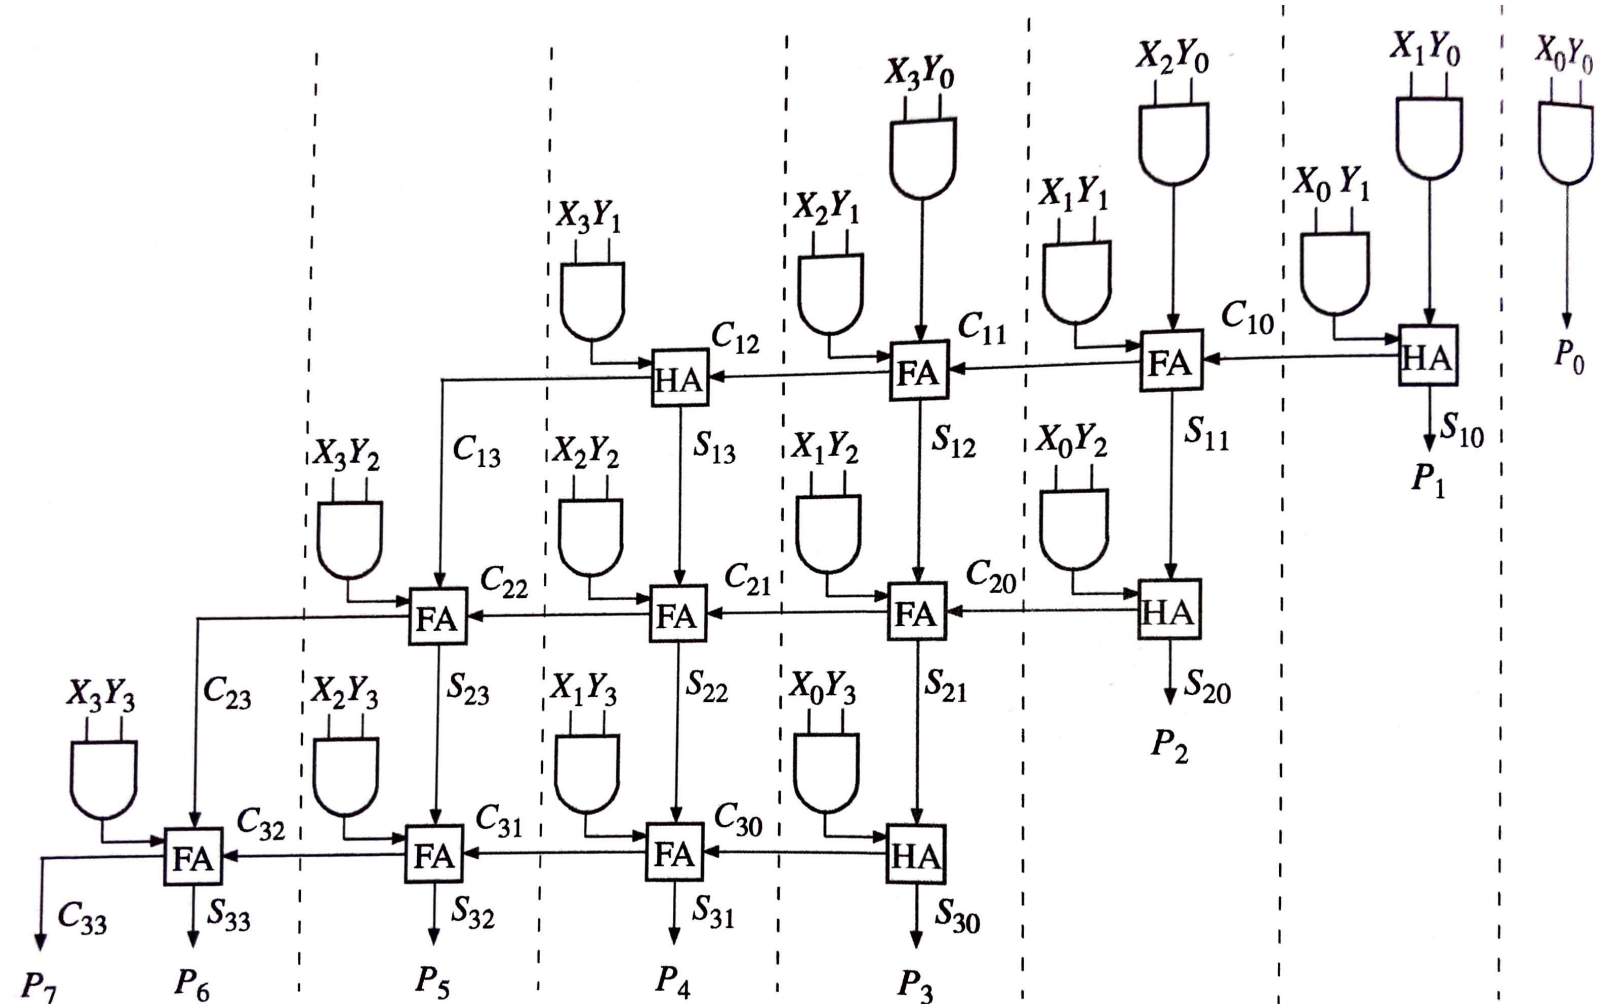 X₃Y₀ X₂Y₀ X₁Y₀ X₀Y₀
X₃Y₁ X₂Y₁ X₁Y₁ X₀ Y₁
C₁₂ C₁₁ C₁₀
HA FA FA HA P₀
C₁₃ S₁₃ S₁₂ S₁₁ S₁₀
P₁
X₃Y₂ X₂Y₂ X₁Y₂ X₀Y₂
C₂₂ C₂₁ C₂₀
FA FA FA HA
C₂₃ S₂₃ S₂₂ S₂₁ S₂₀
P₂
X₃Y₃ X₂Y₃ X₁Y₃ X₀Y₃
C₃₂ C₃₁ C₃₀
FA FA FA HA
C₃₃ S₃₃ S₃₂ S₃₁ S₃₀
P₇ P₆ P₅ P₄ P₃